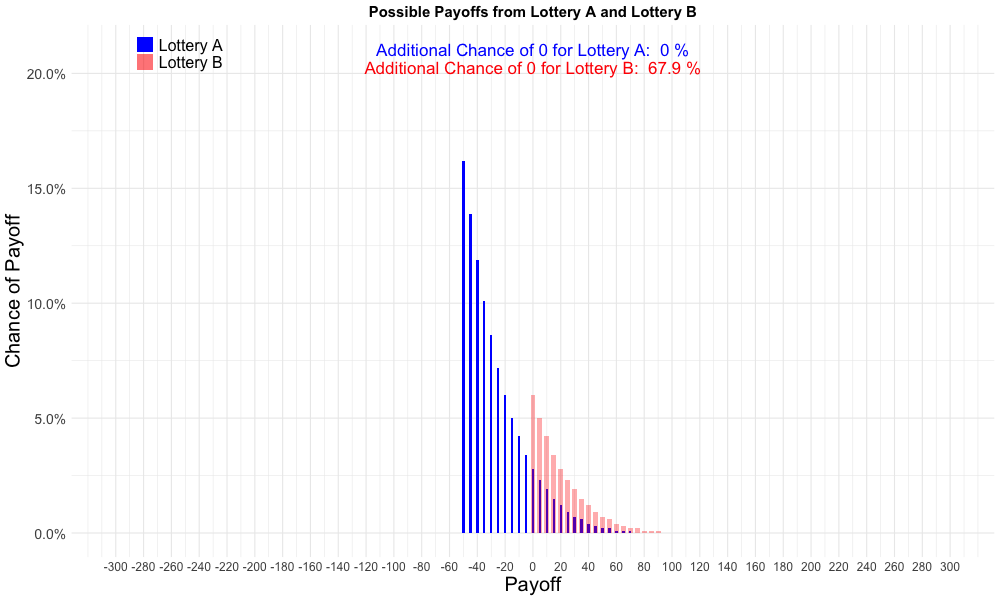 Possible Payoffs from Lottery A and Lottery B
Lottery A
Lottery B
Additional Chance of 0 for Lottery A:  0 %
Additional Chance of 0 for Lottery B:  67.9 %
Chance of Payoff
20.0%
15.0%
10.0%
5.0%
0.0%
-300 -280 -260 -240 -220 -200 -180 -160 -140 -120 -100 -80 -60 -40 -20 0 20 40 60 80 100 120 140 160 180 200 220 240 260 280 300
Payoff